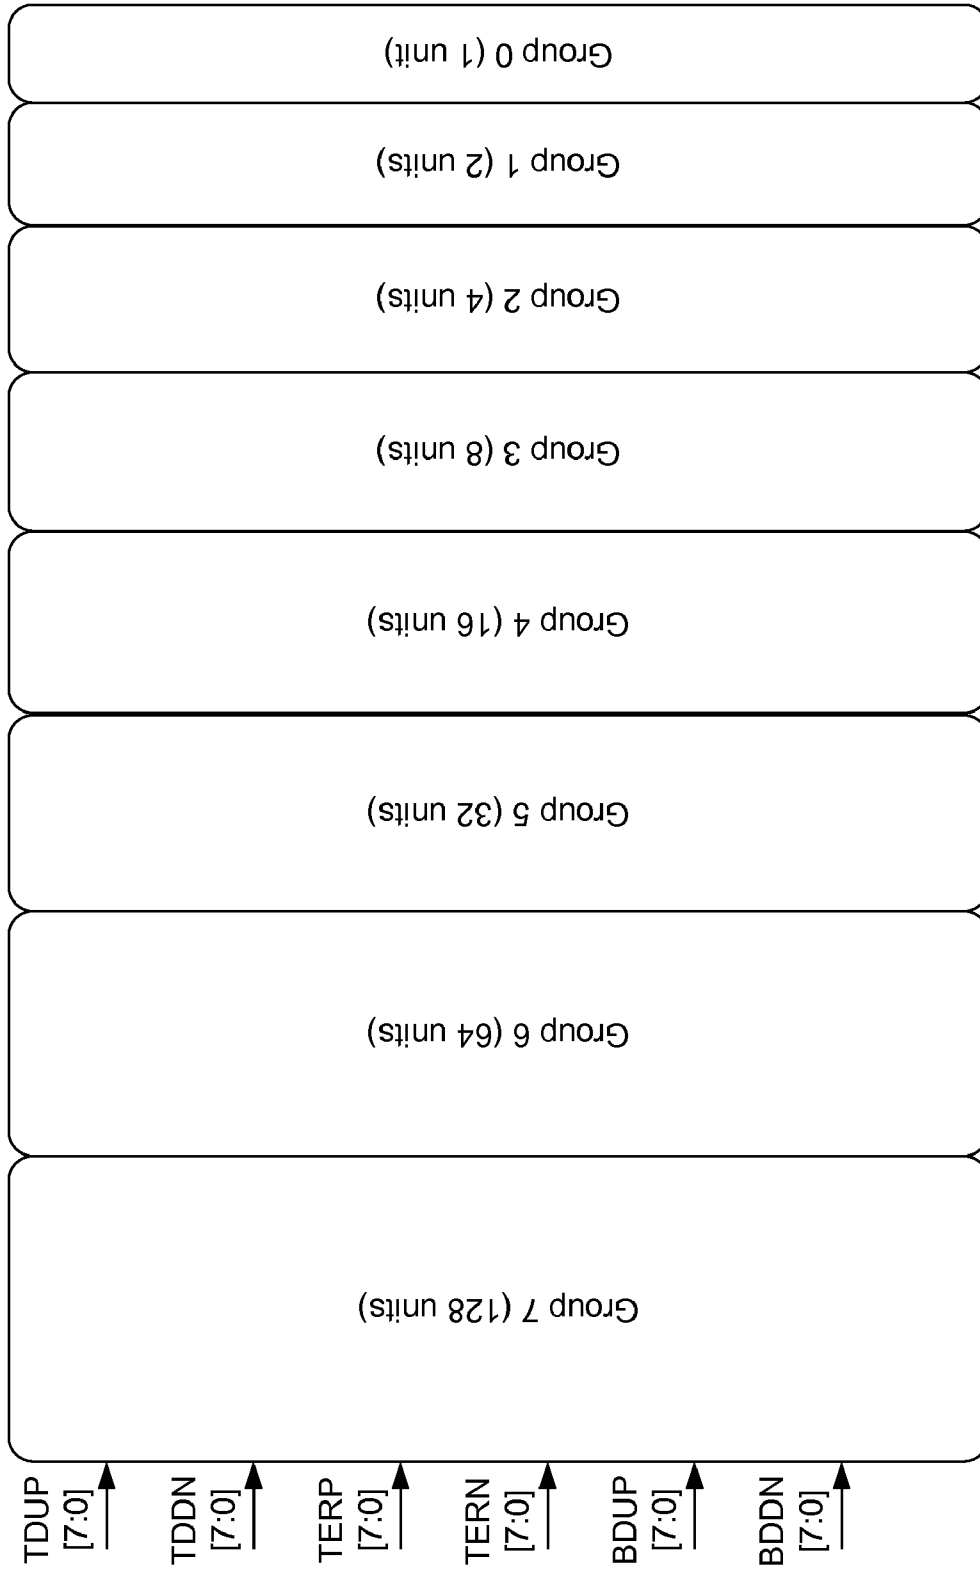 Group 0 (1 unit)
Group 1 (2 units)
Group 2 (4 units)
Group 3 (8 units)
Group 4 (16 units)
Group 5 (32 units)
Group 6 (64 units)
Group 7 (128 units)
TDUP
[7:0]
TDDN
[7:0]
TERP
[7:0]
TERN
[7:0]
BDUP
[7:0]
BDDN
[7:0]